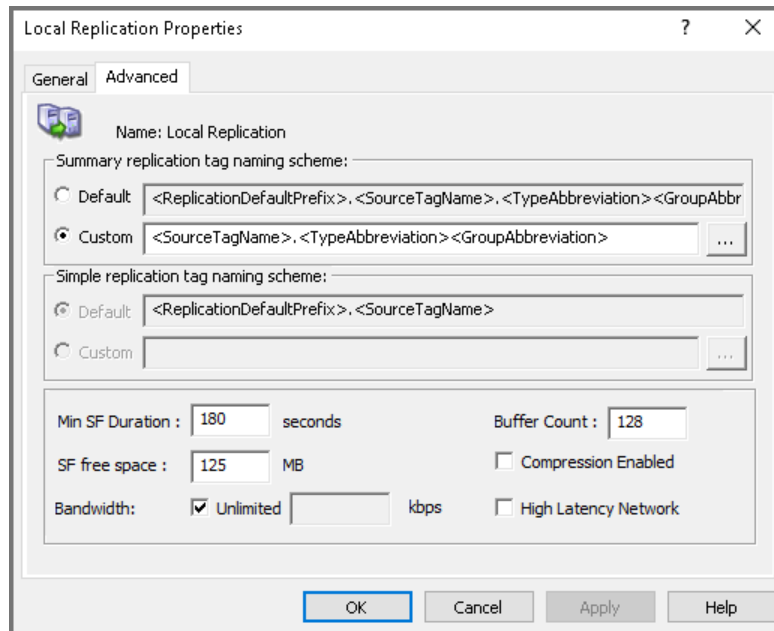 Local Replication Properties ? ×
General Advanced
Name: Local Replication
Summary replication tag naming scheme:
Default <ReplicationDefaultPrefix>.<SourceTagName>.<TypeAbbreviation><GroupAbbr
Custom <SourceTagName>.<TypeAbbreviation><GroupAbbreviation> ...
Simple replication tag naming scheme:
Default <ReplicationDefaultPrefix>.<SourceTagName>
Custom ...
Min SF Duration : 180 seconds Buffer Count : 128
SF free space : 125 MB Compression Enabled
Bandwidth: Unlimited kbps High Latency Network
OK Cancel Apply Help